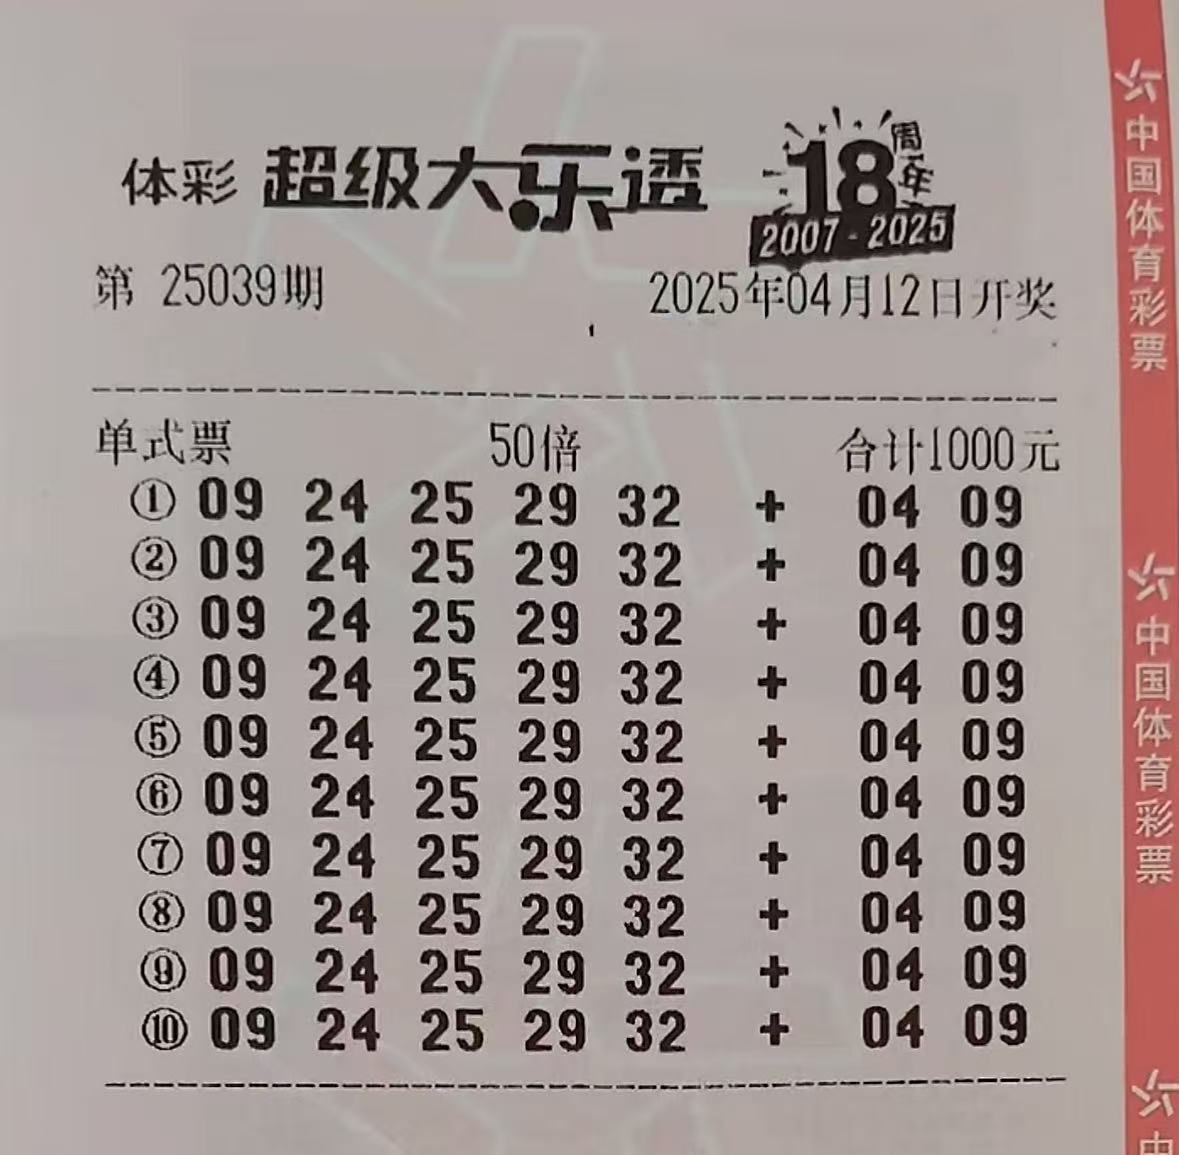 体彩 超级大乐透 18周年
2007-2025
第 25039期 2025年04月12日开奖
单式票 50倍 合计1000元
① 09 24 25 29 32 + 04 09
② 09 24 25 29 32 + 04 09
③ 09 24 25 29 32 + 04 09
④ 09 24 25 29 32 + 04 09
⑤ 09 24 25 29 32 + 04 09
⑥ 09 24 25 29 32 + 04 09
⑦ 09 24 25 29 32 + 04 09
⑧ 09 24 25 29 32 + 04 09
⑨ 09 24 25 29 32 + 04 09
⑩ 09 24 25 29 32 + 04 09
中国体育彩票
中国体育彩票
中